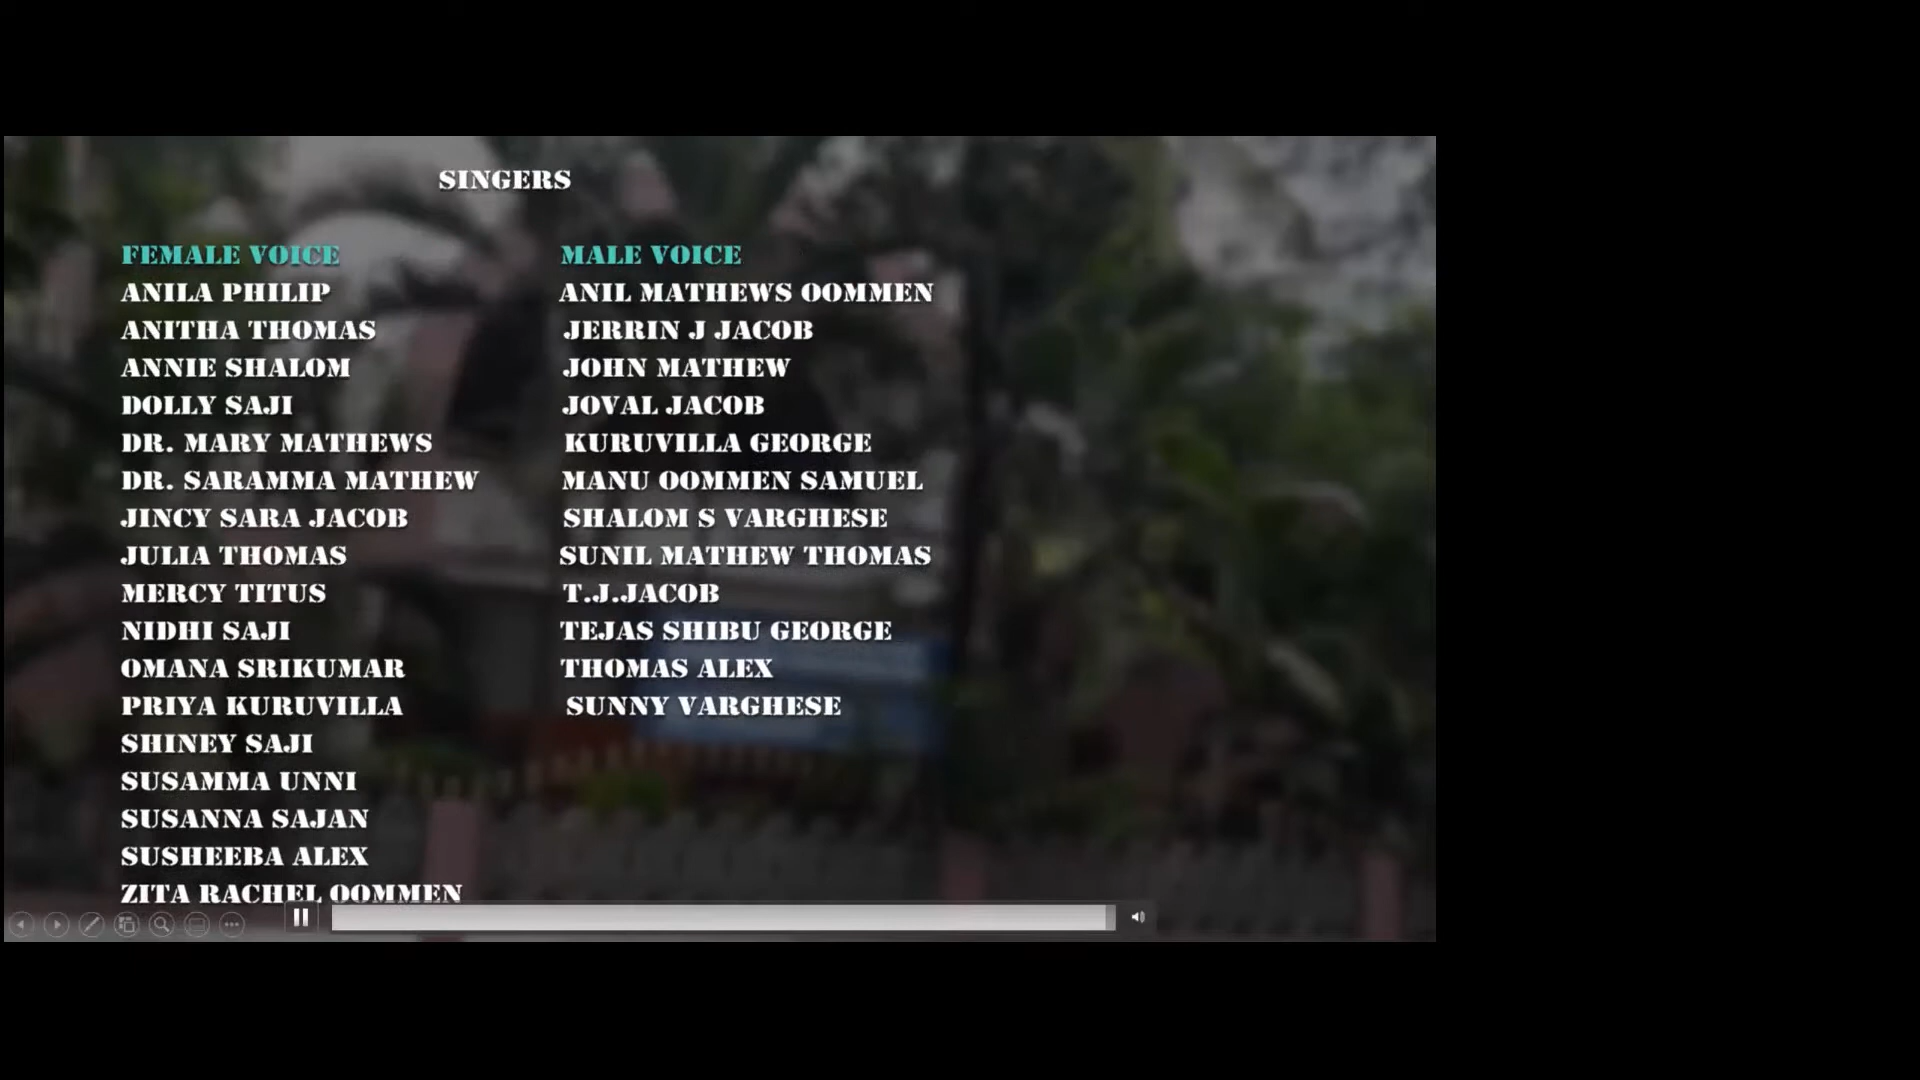 SINGERS
FEMALE VOICE
ANILA PHILIP
ANITHA THOMAS
ANNIE SHALOM
DOLLY SAJI
DR. MARY MATHEWS
DR. SARAMMA MATHEW
JINCY SARA JACOB
JULIA THOMAS
MERCY TITUS
NIDHI SAJI
OMANA SRIKUMAR
PRIYA KURUVILLA
SHINEY SAJI
SUSAMMA UNNI
SUSANNA SAJAN
SUSHEEBA ALEX
ZITA RACHEL OOMMEN
MALE VOICE
ANIL MATHEWS OOMMEN
JERRIN J JACOB
JOHN MATHEW
JOVAL JACOB
KURUVILLA GEORGE
MANU OOMMEN SAMUEL
SHALOM S VARGHESE
SUNIL MATHEW THOMAS
T.J.JACOB
TEJAS SHIBU GEORGE
THOMAS ALEX
SUNNY VARGHESE